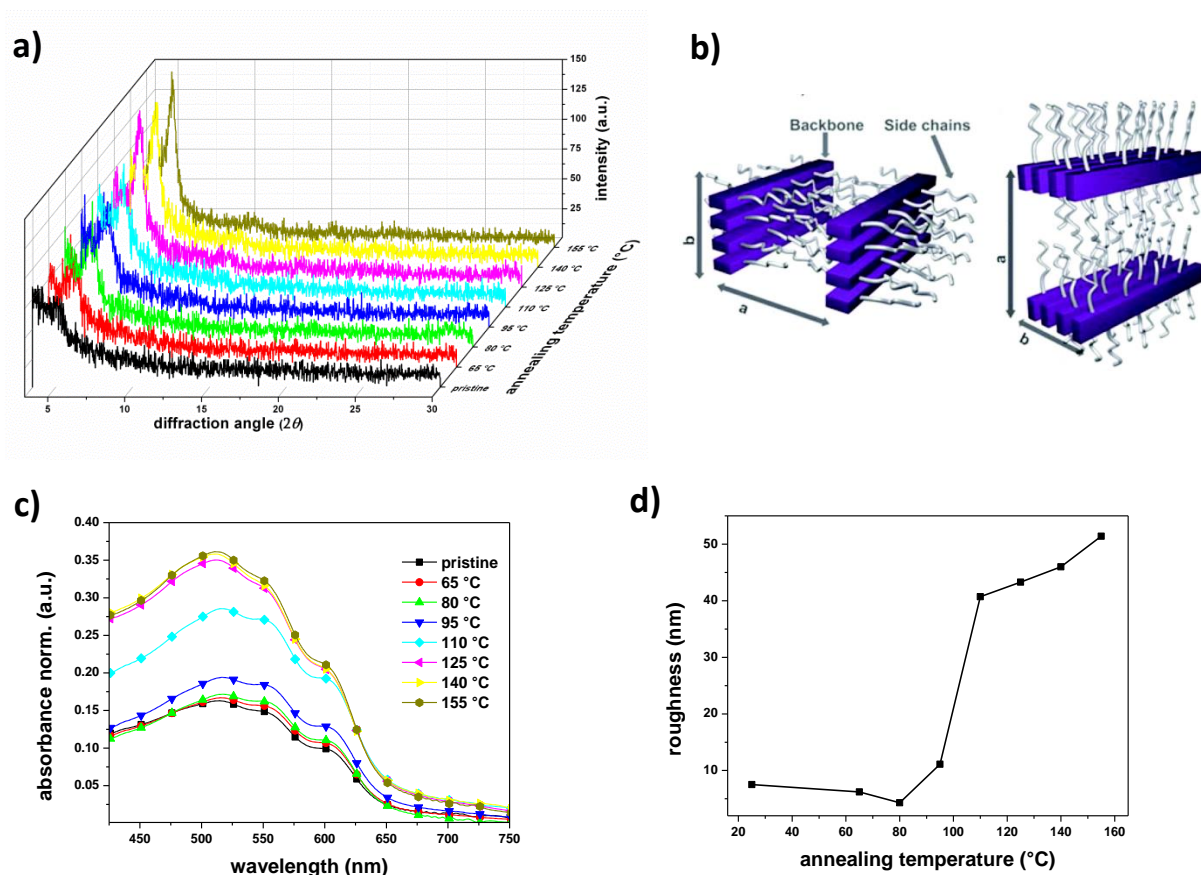 a)
150
125
100
75
50
25
intensity (a.u.)
155 °C
140 °C
125 °C
110 °C
95 °C
80 °C
65 °C
pristine
annealing temperature (°C)
5
10
15
20
25
30
diffraction angle (2θ)
b)
Backbone
Side chains
b
a
a
b
c)
0.40
0.35
0.30
0.25
0.20
0.15
0.10
0.05
absorbance norm. (a.u.)
pristine
65 °C
80 °C
95 °C
110 °C
125 °C
140 °C
155 °C
450
500
550
600
650
700
750
wavelength (nm)
d)
50
40
30
20
10
roughness (nm)
20
40
60
80
100
120
140
160
annealing temperature (°C)